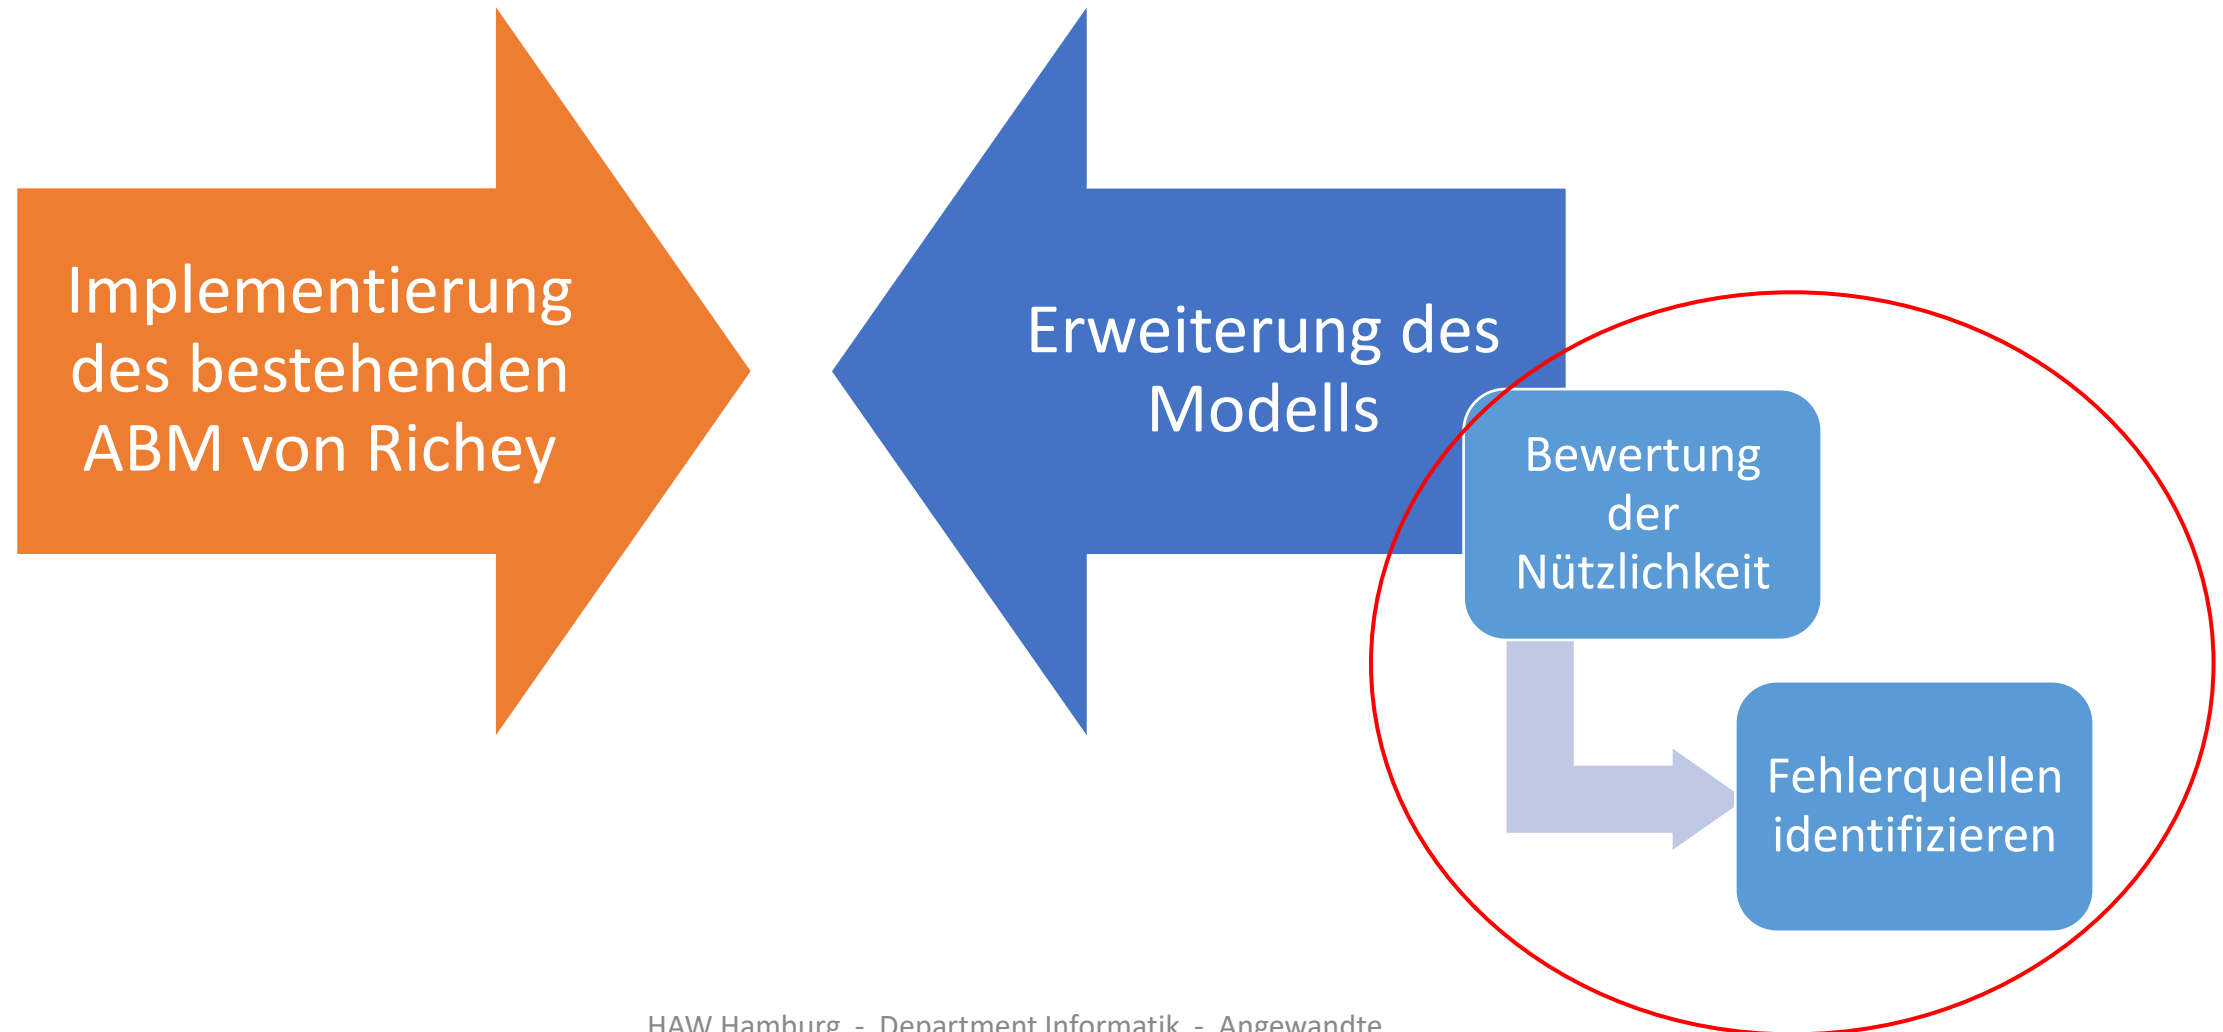 Implementierung
des bestehenden
ABM von Richey
Erweiterung des
Modells
Bewertung
der
Nützlichkeit
Fehlerquellen
identifizieren
HAW Hamburg - Department Informatik - Angewandte